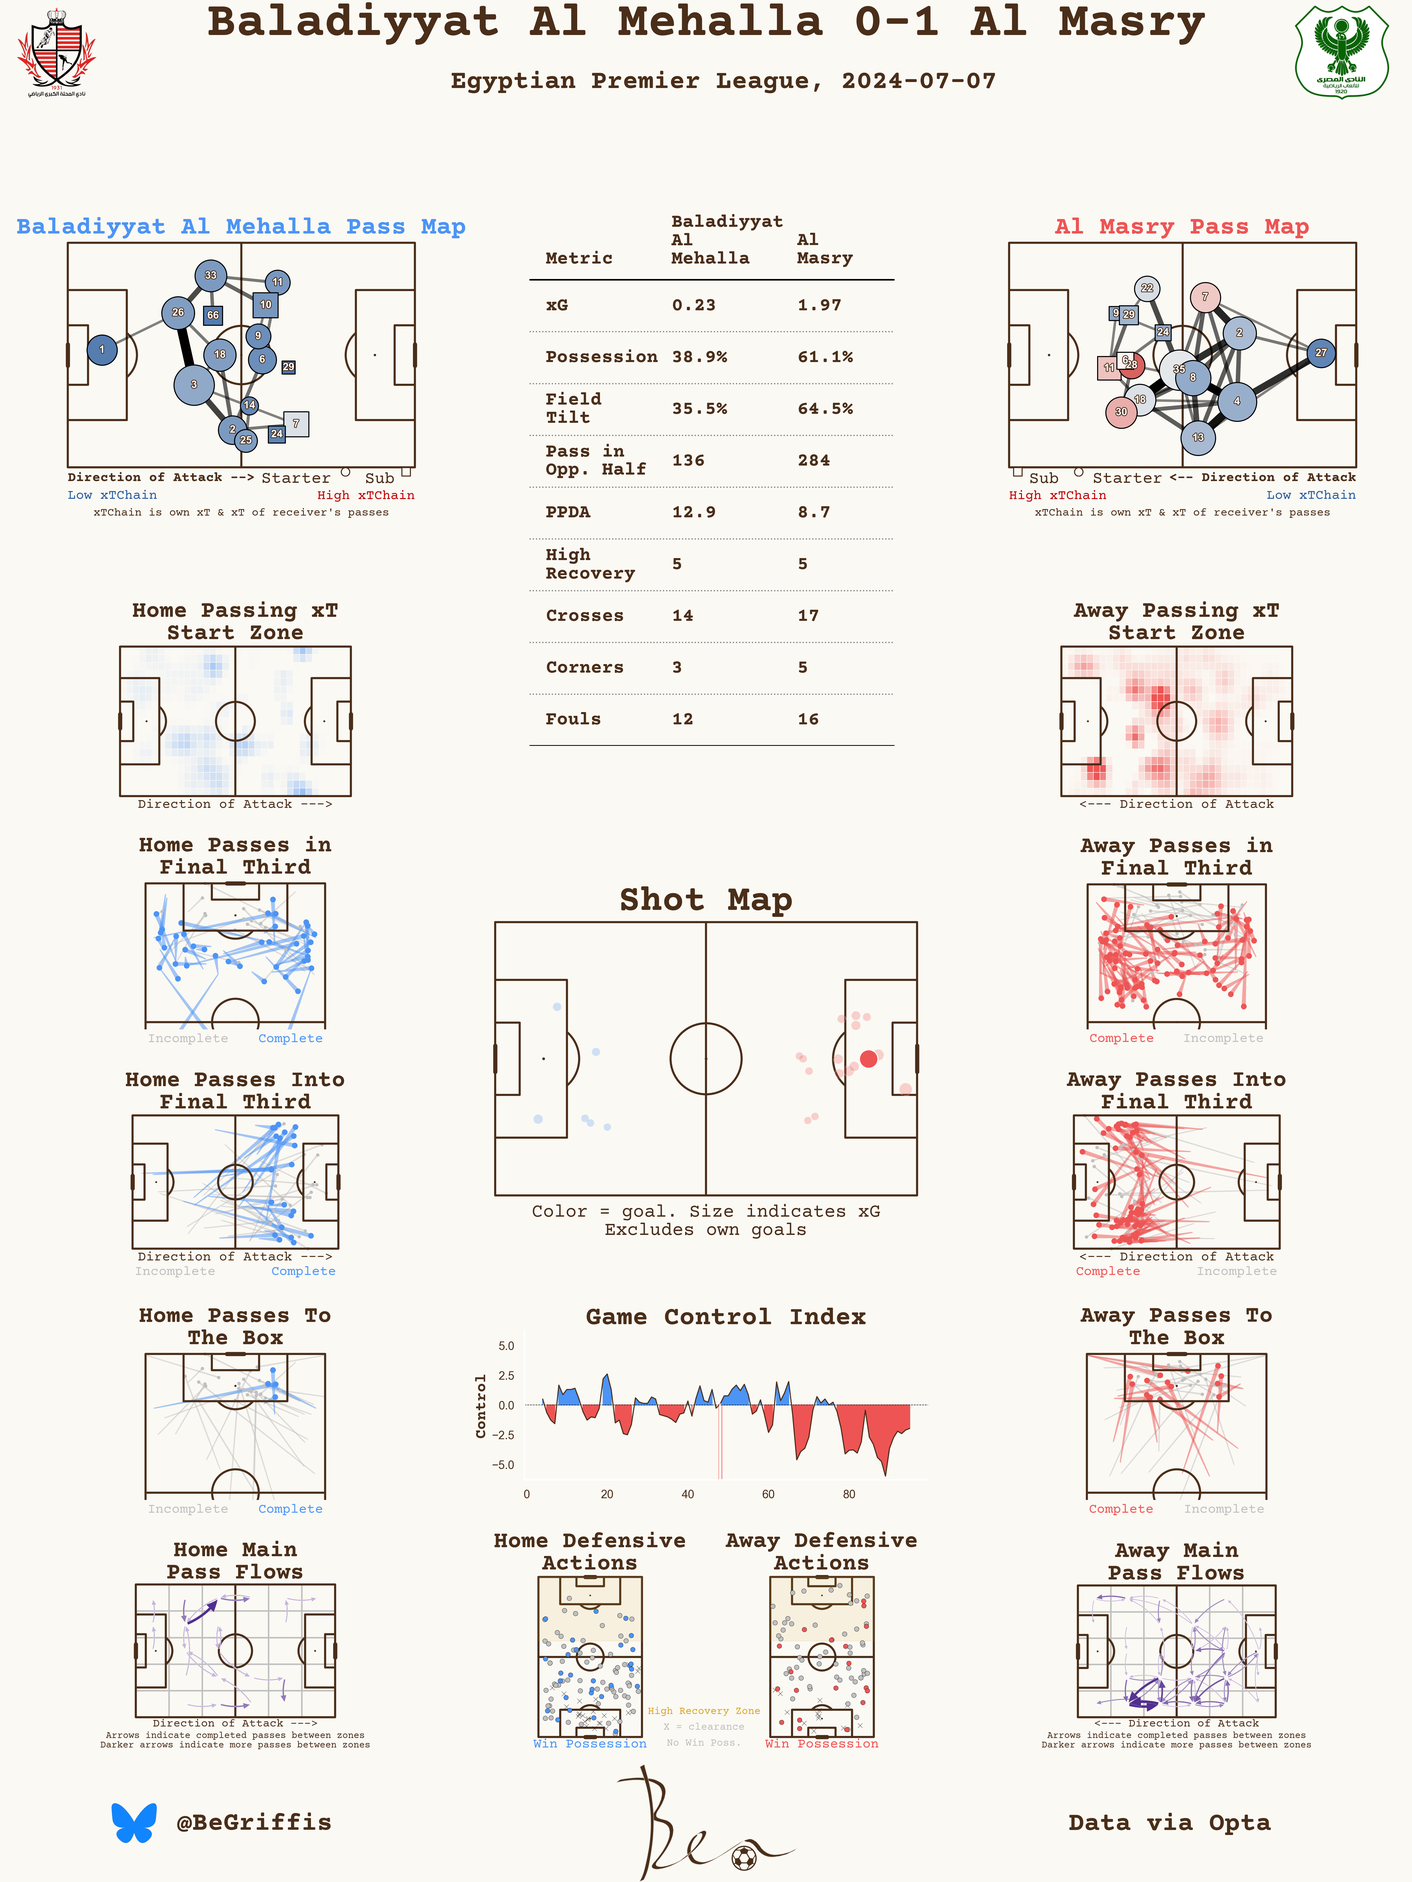 Baladiyyat Al Mehalla 0-1 Al Masry
Egyptian Premier League, 2024-07-07
1931
نادي المحلة الكبرى الرياضي
النادي المصري
للألعاب الرياضية
1920
Baladiyyat Al Mehalla Pass Map
33
11
10
26
66
9
1
18
6
29
3
14
7
2
24
25
Direction of Attack --> Starter Sub
Low xTChain High xTChain
xTChain is own xT & xT of receiver's passes
Metric Baladiyyat Al Mehalla Al Masry
xG 0.23 1.97
Possession 38.9% 61.1%
Field Tilt 35.5% 64.5%
Pass in Opp. Half 136 284
PPDA 12.9 8.7
High Recovery 5 5
Crosses 14 17
Corners 3 5
Fouls 12 16
Al Masry Pass Map
22
7
9
29
24
2
6
28
27
11
35
8
18
4
30
13
Sub Starter <-- Direction of Attack
High xTChain Low xTChain
xTChain is own xT & xT of receiver's passes
Home Passing xT
Start Zone
Direction of Attack --->
Away Passing xT
Start Zone
<--- Direction of Attack
Home Passes in
Final Third
Incomplete Complete
Away Passes in
Final Third
Complete Incomplete
Shot Map
Color = goal. Size indicates xG
Excludes own goals
Home Passes Into
Final Third
Direction of Attack --->
Incomplete Complete
Away Passes Into
Final Third
<--- Direction of Attack
Complete Incomplete
Home Passes To
The Box
Incomplete Complete
Game Control Index
Control
5.0
2.5
0.0
−2.5
−5.0
0 20 40 60 80
Away Passes To
The Box
Complete Incomplete
Home Main
Pass Flows
Direction of Attack --->
Arrows indicate completed passes between zones
Darker arrows indicate more passes between zones
Home Defensive
Actions
Win Possession
Away Defensive
Actions
Win Possession
High Recovery Zone
X = clearance
No Win Poss.
Away Main
Pass Flows
<--- Direction of Attack
Arrows indicate completed passes between zones
Darker arrows indicate more passes between zones
@BeGriffis
Ben
Data via Opta